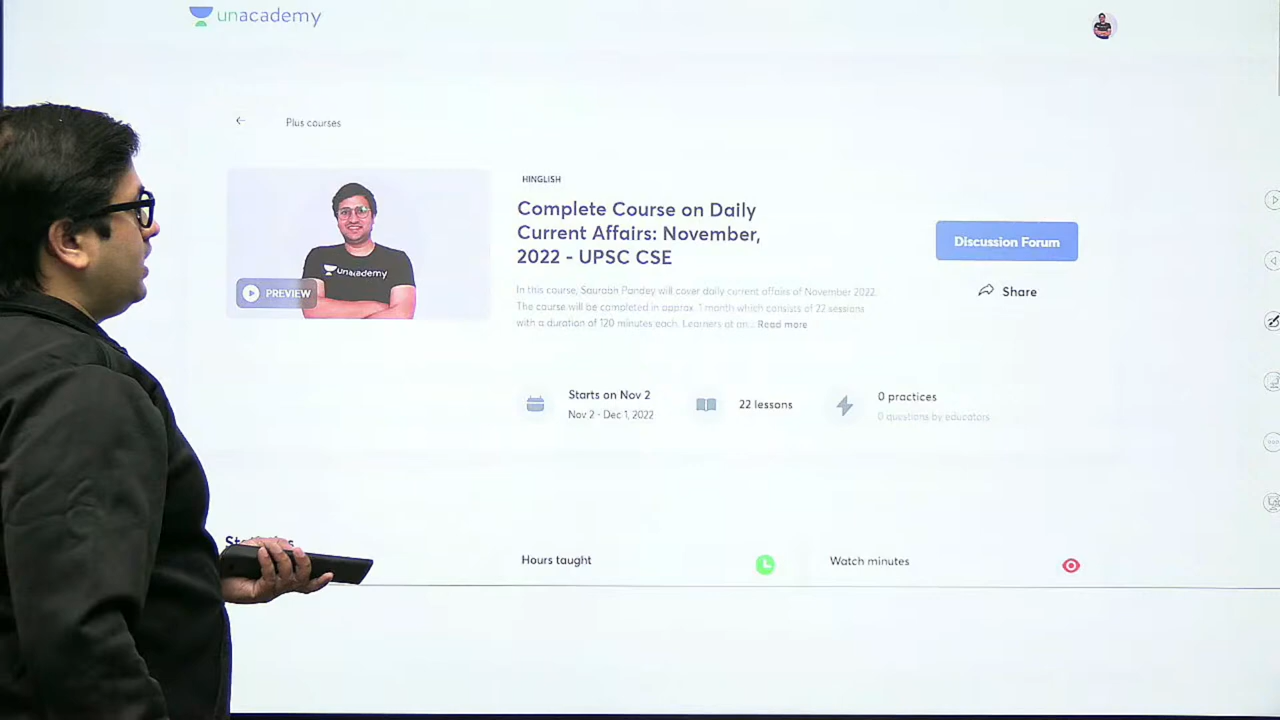 unacademy
Plus courses
HINGLISH
Complete Course on Daily
Current Affairs: November,
2022 - UPSC CSE
Discussion Forum
unacademy
PREVIEW
In this course, Saurabh Pandey will cover daily current affairs of November 2022.
The course will be completed in approx. 1 month which consists of 22 sessions
with a duration of 120 minutes each. Learners at an... Read more
Share
Starts on Nov 2
Nov 2 - Dec 1, 2022
22 lessons
0 practices
0 questions by educators
Hours taught
Watch minutes